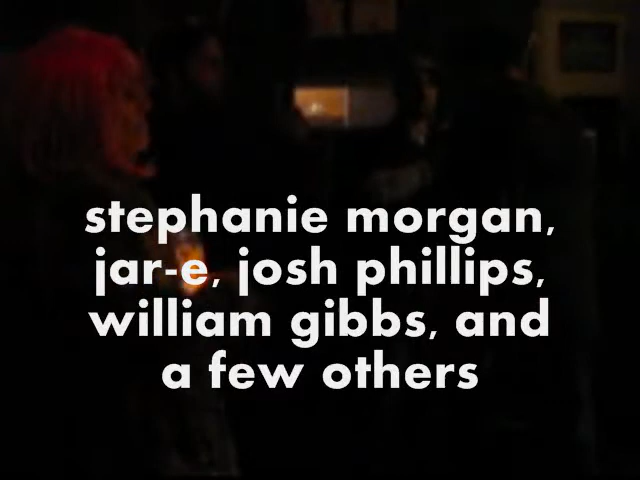 stephanie morgan,
jar-e, josh phillips,
william gibbs, and
a few others